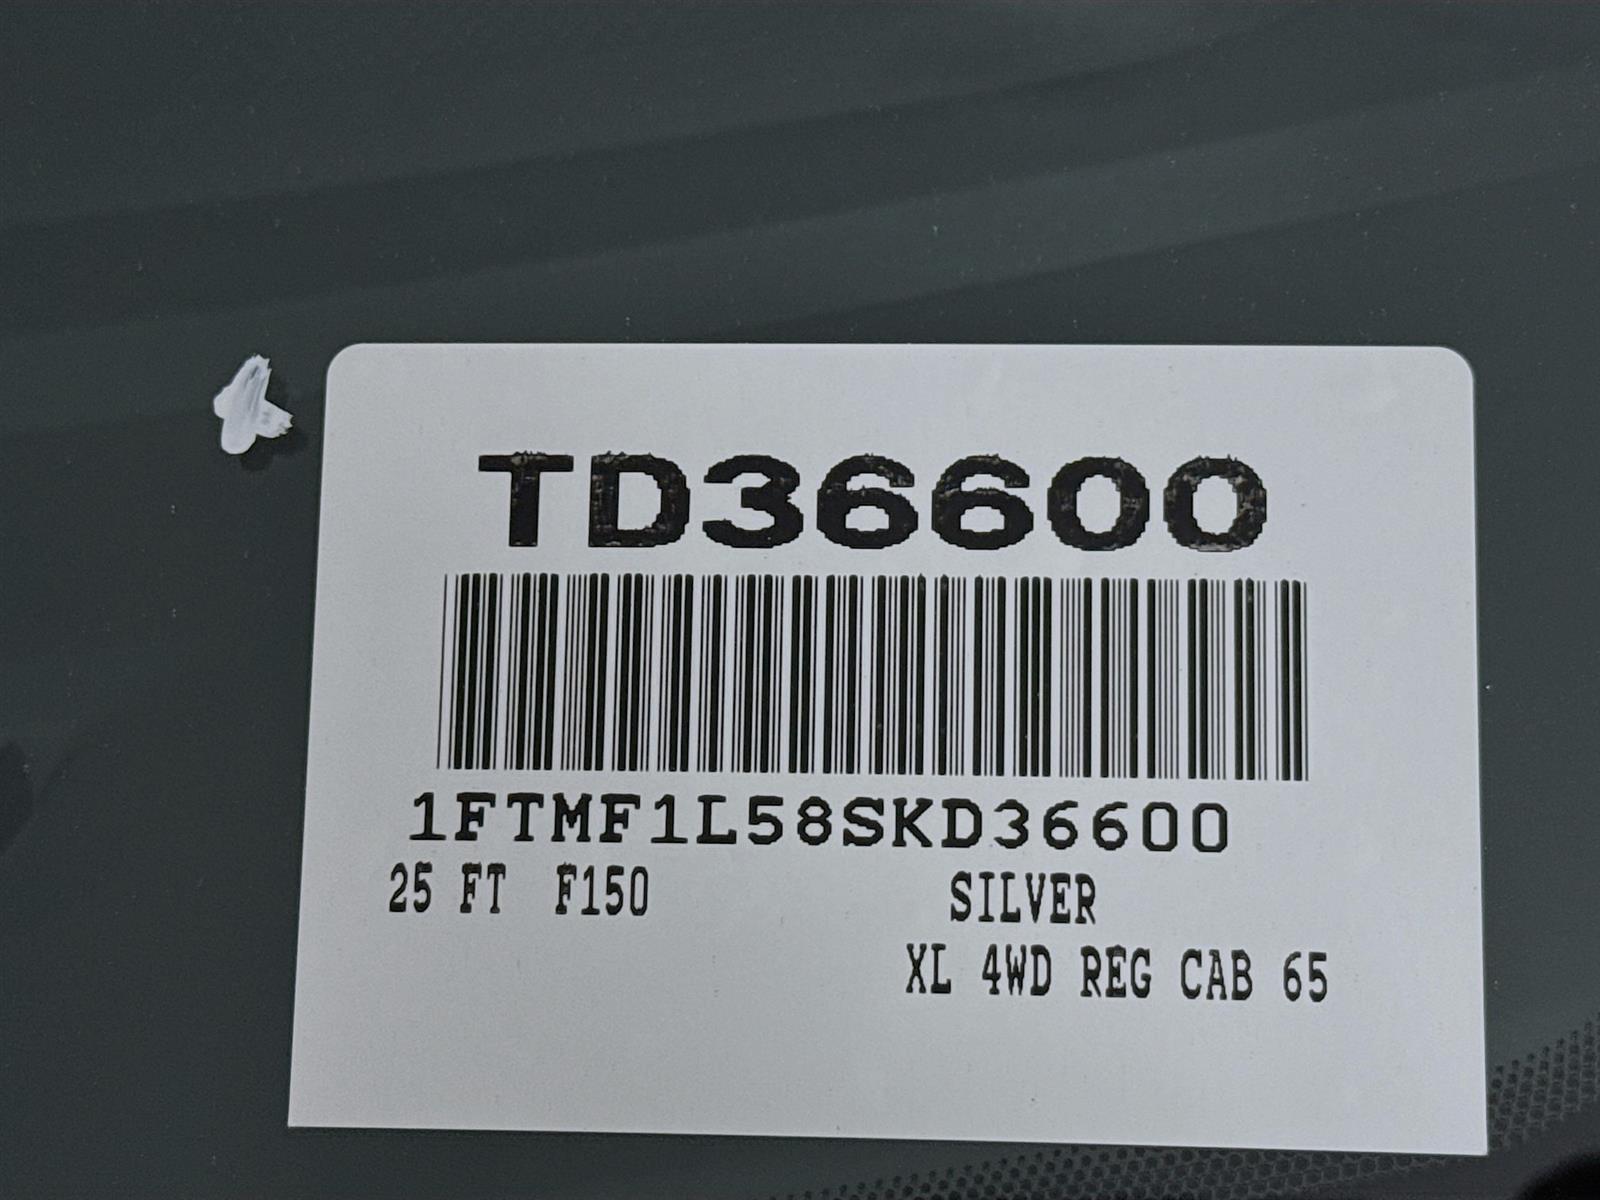 TD36600
1FTMF1L58SKD36600
25 FT F150 SILVER
XL 4WD REG CAB 65